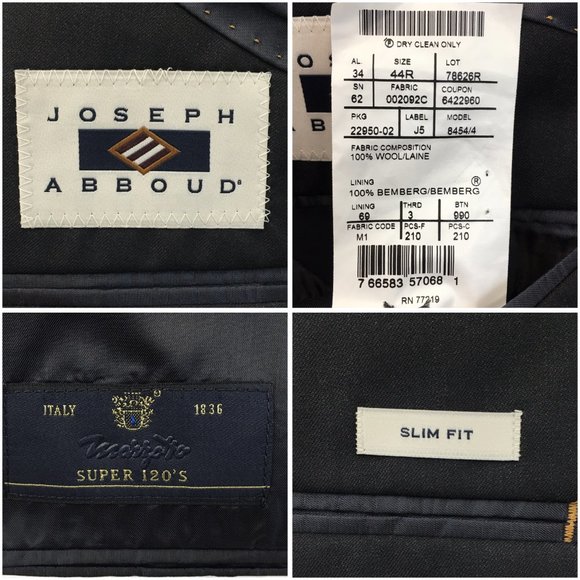 JOSEPH
ABBOUD®
DRY CLEAN ONLY
AL. SIZE LOT
34 44R 78626R
SN FABRIC COUPON
62 002092C 6422960
PKG LABEL MODEL
22950-02 J5 8454/4
FABRIC COMPOSITION
100% WOOL/LAINE
LINING ®
100% BEMBERG/BEMBERG
LINING THRD BTN
69 3 990
FABRIC CODE PCS-F PCS-C
M1 210 210
7 66583 57068 1
RN 77219
ITALY 1836
Marzotto
SUPER 120'S
SLIM FIT